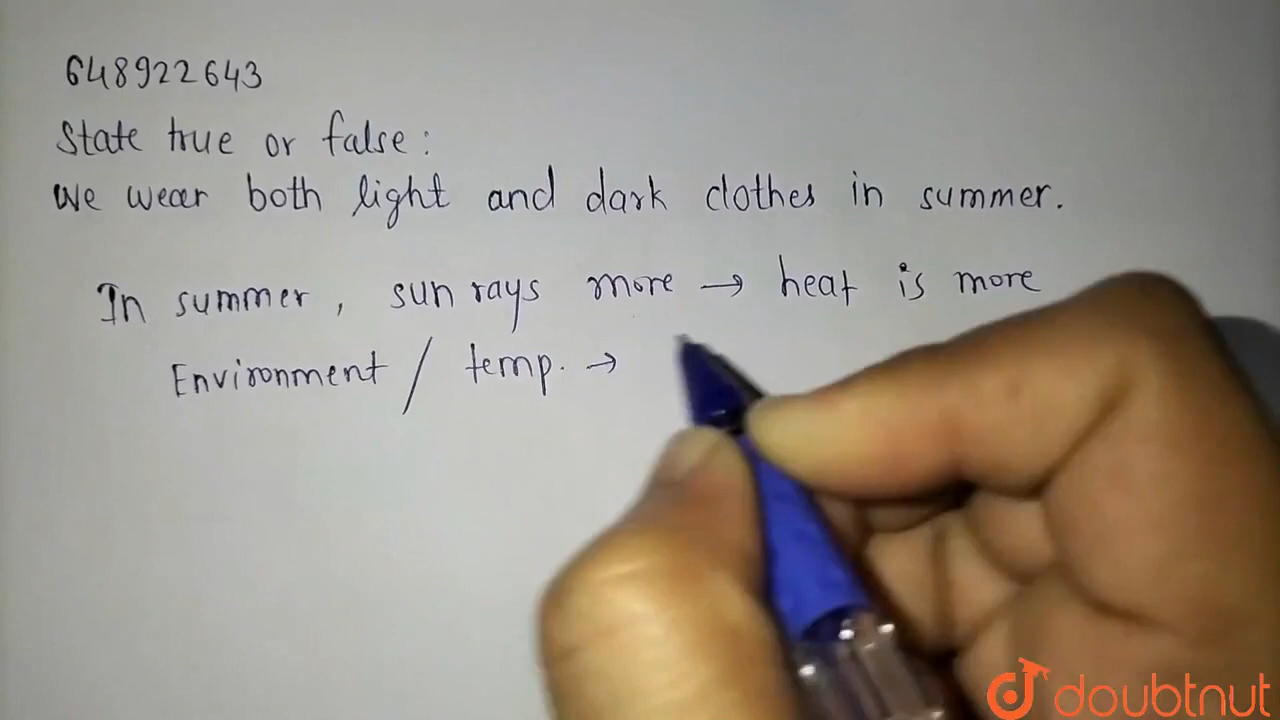 648922643
State true or false:
We wear both light and dark clothes in summer.
In summer, sun rays more → heat is more
Environment / temp. →
doubtnut